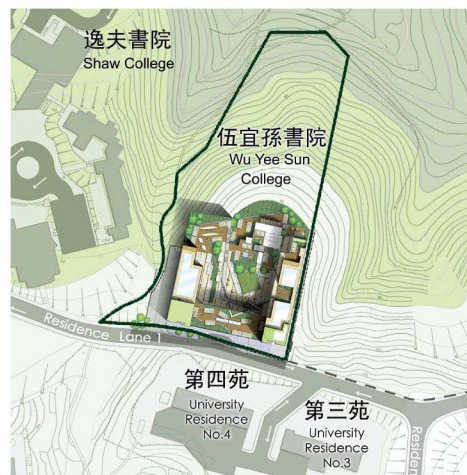 逸夫書院
Shaw College
伍宜孫書院
Wu Yee Sun
College
Residence Lane 1
第四苑
University
Residence
No.4
第三苑
University
Residence
No.3